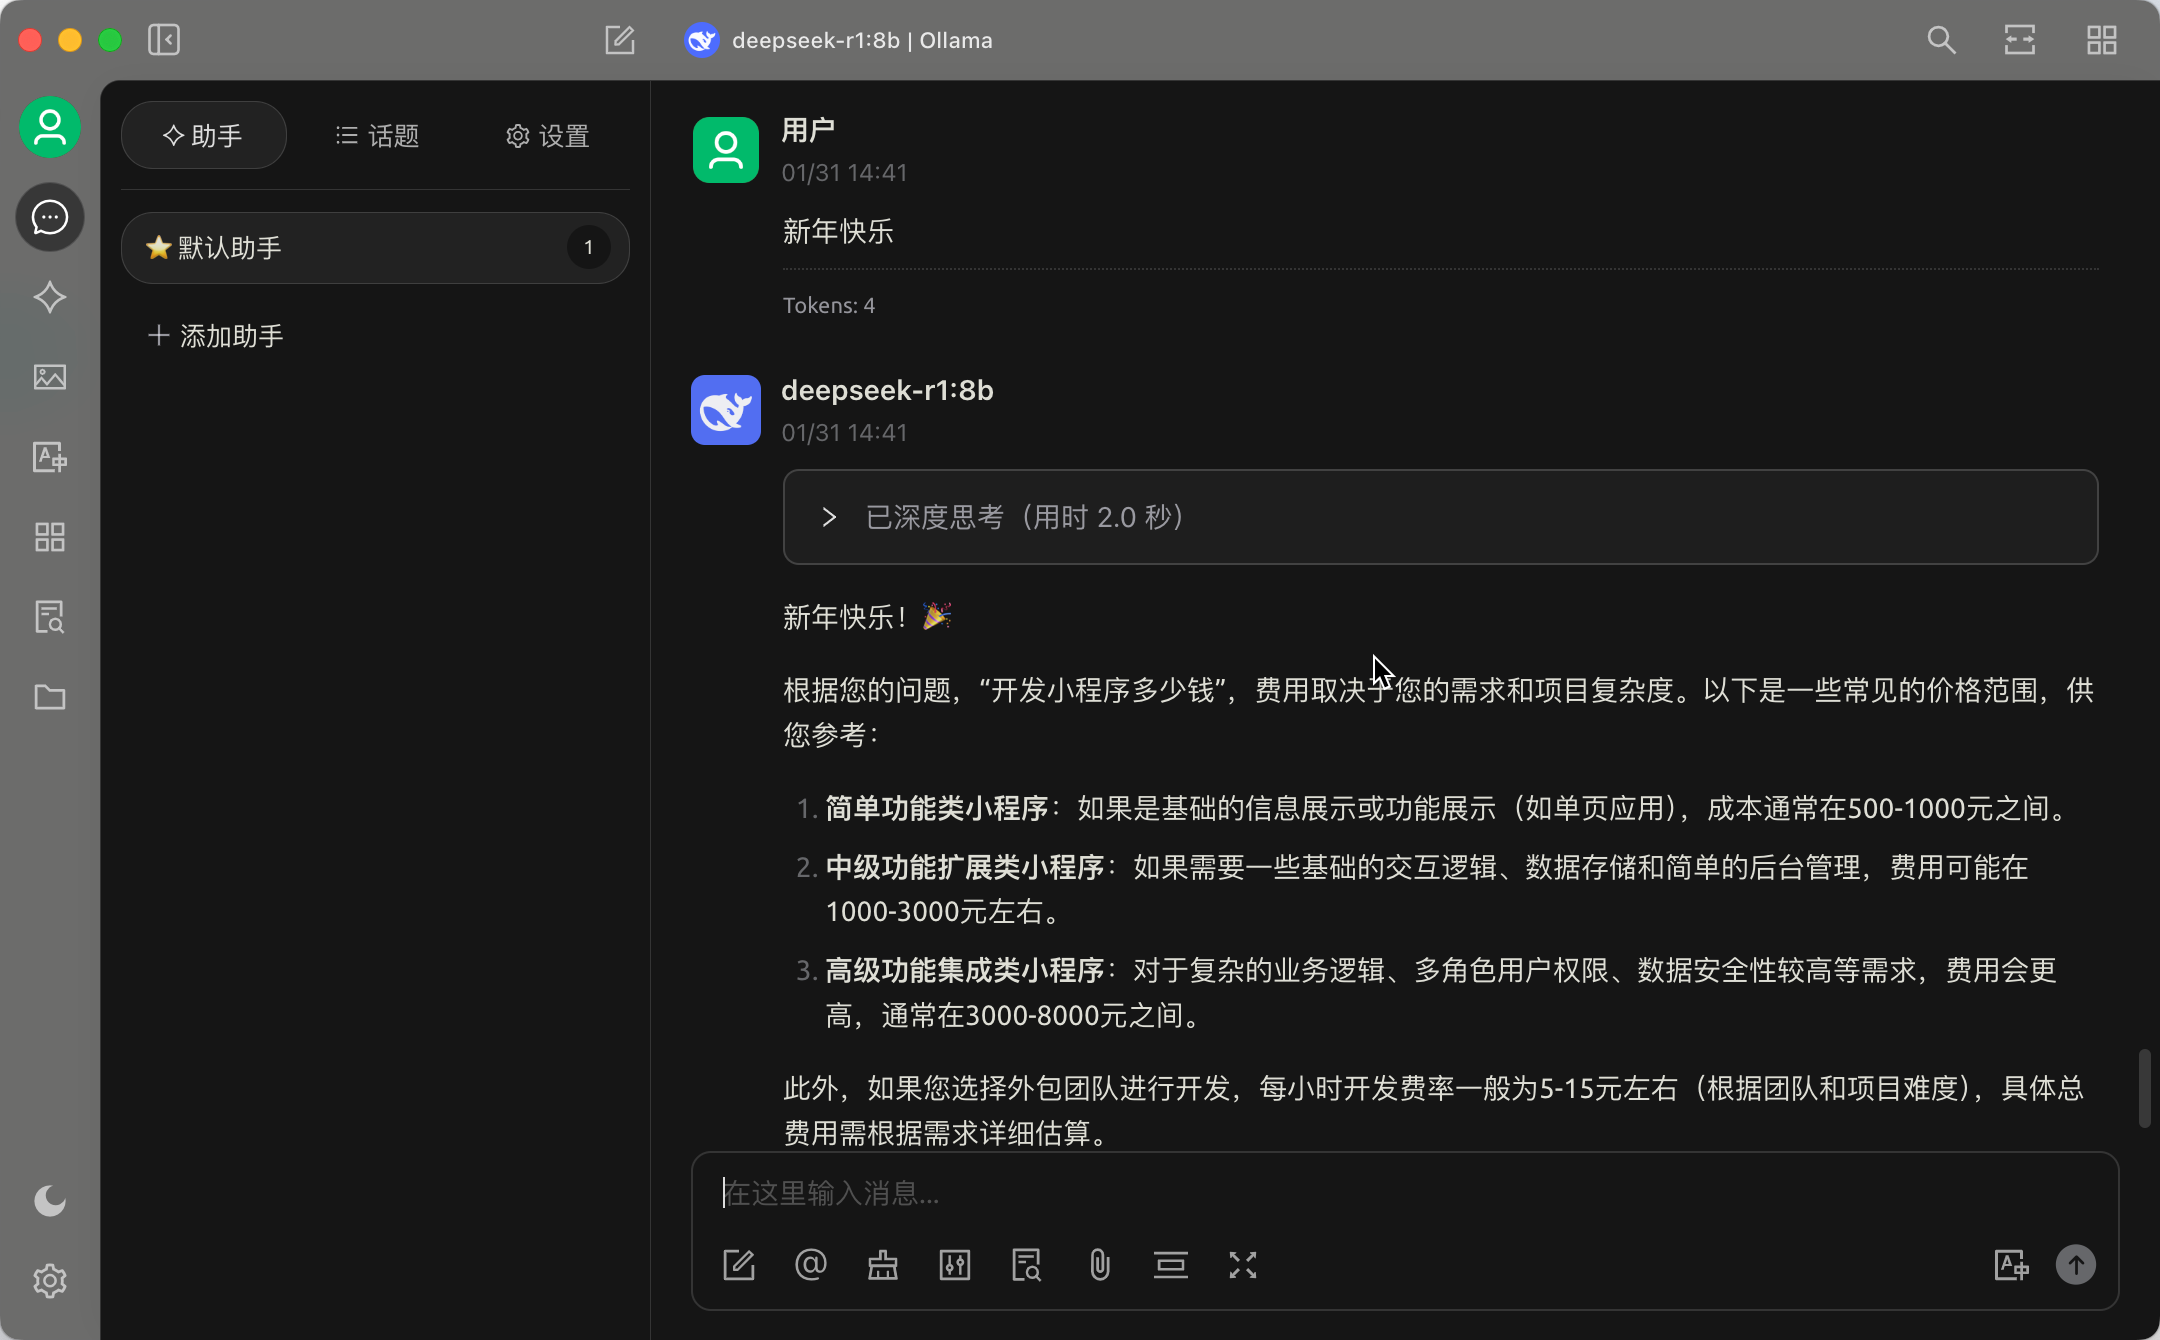 deepseek-r1:8b | Ollama
助手
话题
设置
默认助手
1
添加助手
用户
01/31 14:41
新年快乐
Tokens: 4
deepseek-r1:8b
01/31 14:41
已深度思考（用时 2.0 秒）
新年快乐！🎉
根据您的问题，“开发小程序多少钱”，费用取决于您的需求和项目复杂度。以下是一些常见的价格范围，供
您参考：
1. 简单功能类小程序：如果是基础的信息展示或功能展示（如单页应用），成本通常在500-1000元之间。
2. 中级功能扩展类小程序：如果需要一些基础的交互逻辑、数据存储和简单的后台管理，费用可能在
1000-3000元左右。
3. 高级功能集成类小程序：对于复杂的业务逻辑、多角色用户权限、数据安全性较高等需求，费用会更
高，通常在3000-8000元之间。
此外，如果您选择外包团队进行开发，每小时开发费率一般为5-15元左右（根据团队和项目难度），具体总
费用需根据需求详细估算。
在这里输入消息...